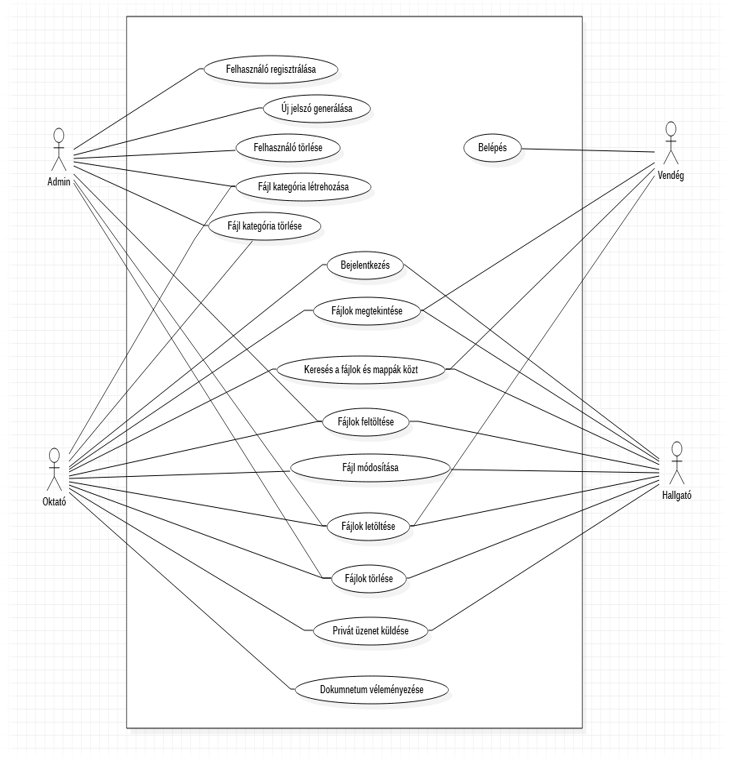 Felhasználó regisztrálása
Új jelszó generálása
Felhasználó törlése
Belépés
Admin
Vendég
Fájl kategória létrehozása
Fájl kategória törlése
Bejelentkezés
Fájlok megtekintése
Keresés a fájlok és mappák közt
Fájlok feltöltése
Fájl módosítása
Oktató
Hallgató
Fájlok letöltése
Fájlok törlése
Privát üzenet küldése
Dokumnetum véleményezése